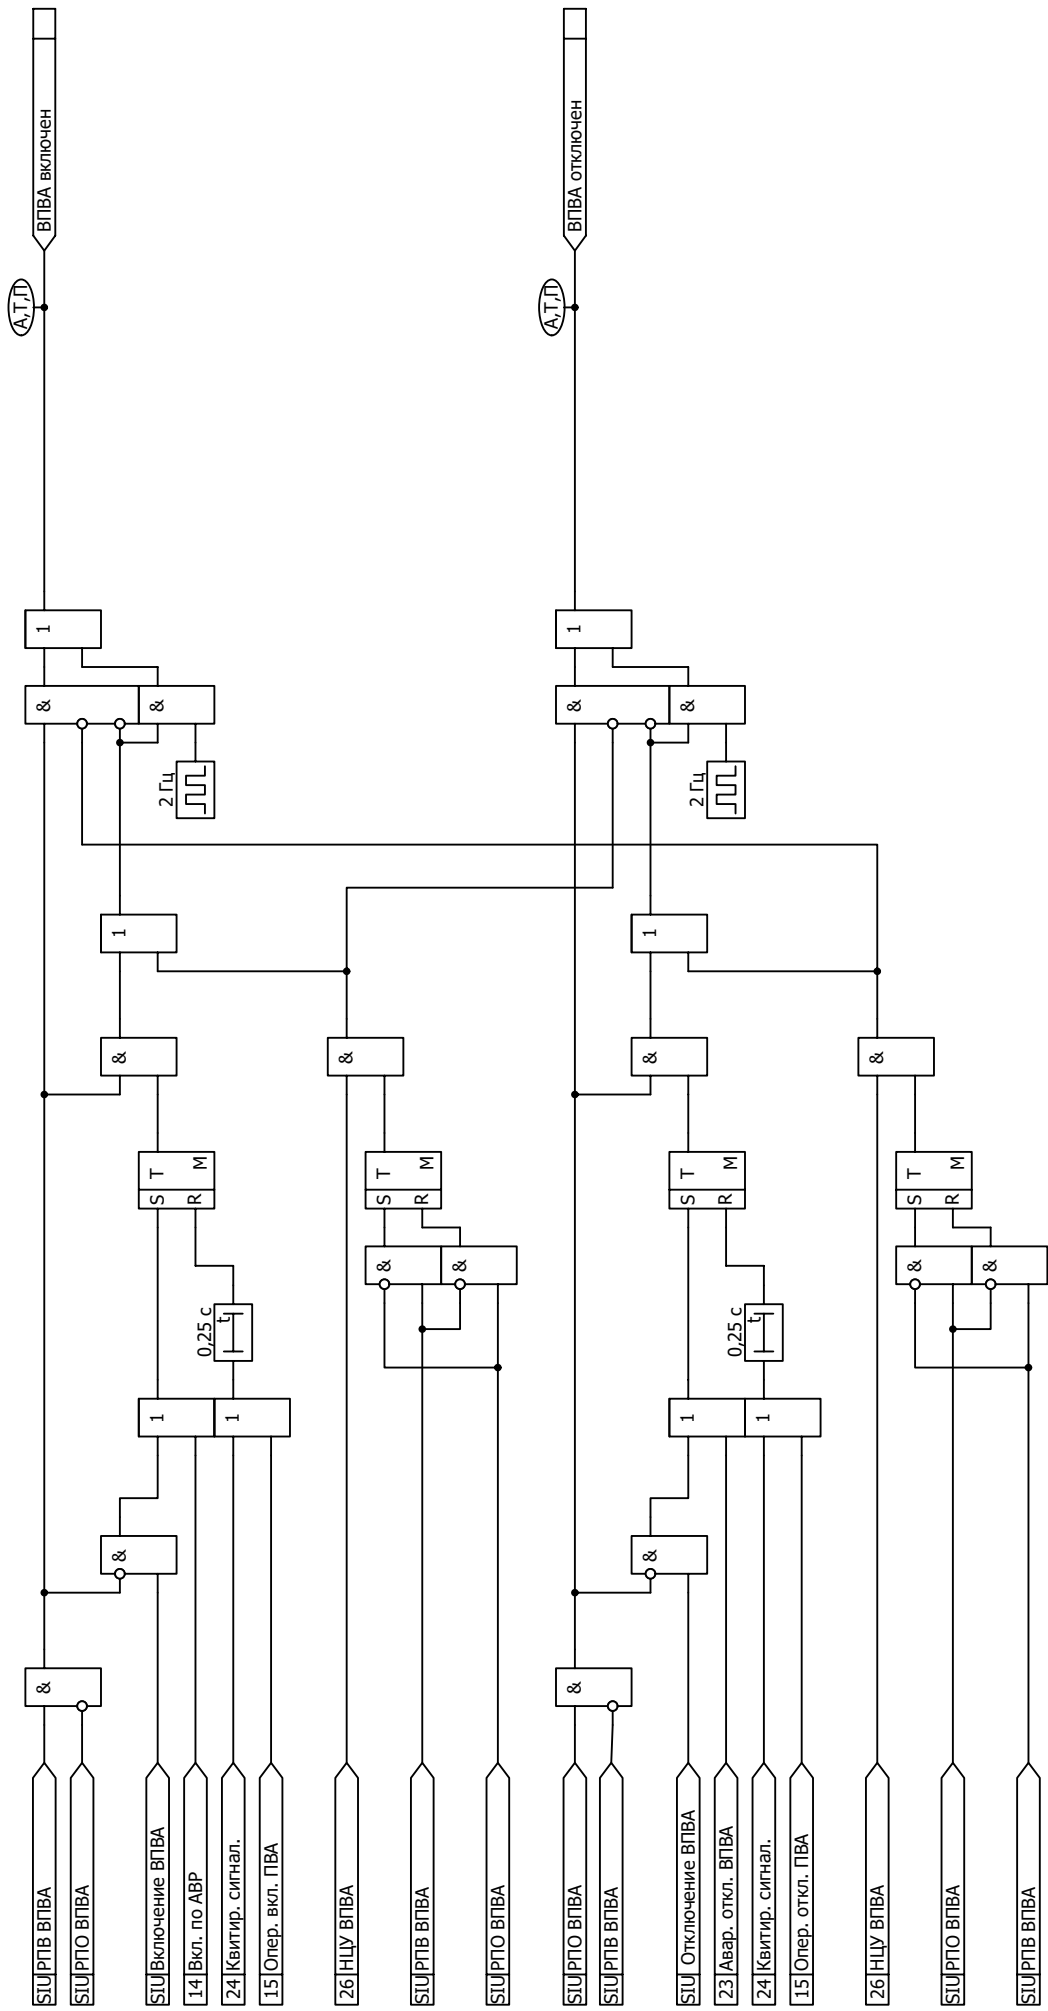 ВПВА включен
А,Т,П
1
&
&
2 Гц
1
&
&
S T
R M
S T
R M
&
&
0,25 с
t
1
1
&
&
SIU РПВ ВПВА
SIU РПО ВПВА
SIU Включение ВПВА
14 Вкл. по АВР
24 Квитир. сигнал.
15 Опер. вкл. ПВА
26 НЦУ ВПВА
SIU РПВ ВПВА
SIU РПО ВПВА
ВПВА отключен
А,Т,П
1
&
&
2 Гц
1
&
&
S T
R M
S T
R M
&
&
0,25 с
t
1
1
&
&
SIU РПО ВПВА
SIU РПВ ВПВА
SIU Отключение ВПВА
23 Авар. откл. ВПВА
24 Квитир. сигнал.
15 Опер. откл. ПВА
26 НЦУ ВПВА
SIU РПО ВПВА
SIU РПВ ВПВА